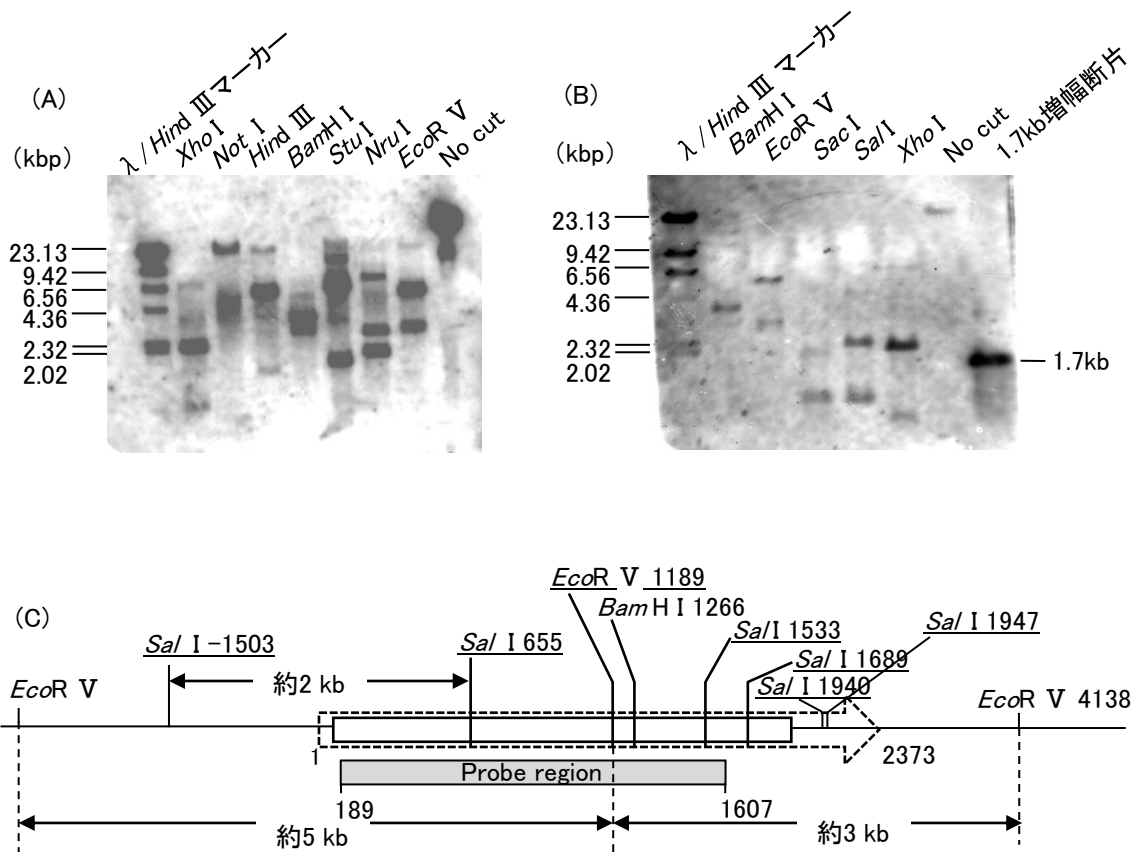 (A)
(kbp)
λ / Hind Ⅲ マーカー
Xho Ⅰ
Not Ⅰ
Hind Ⅲ
BamH Ⅰ
Stu Ⅰ
Nru Ⅰ
EcoR Ⅴ
No cut
23.13
9.42
6.56
4.36
2.32
2.02
(B)
(kbp)
λ / Hind Ⅲ マーカー
BamH Ⅰ
EcoR Ⅴ
Sac Ⅰ
Sal Ⅰ
Xho Ⅰ
No cut
1.7kb増幅断片
23.13
9.42
6.56
4.36
2.32
2.02
1.7kb
(C)
EcoR Ⅴ 1189
Bam H Ⅰ 1266
Sal Ⅰ -1503
Sal Ⅰ 655
Sal Ⅰ 1533
Sal Ⅰ 1947
Sal Ⅰ 1689
Sal Ⅰ 1940
EcoR Ⅴ
約2 kb
EcoR Ⅴ 4138
1
2373
Probe region
189
1607
約5 kb
約3 kb